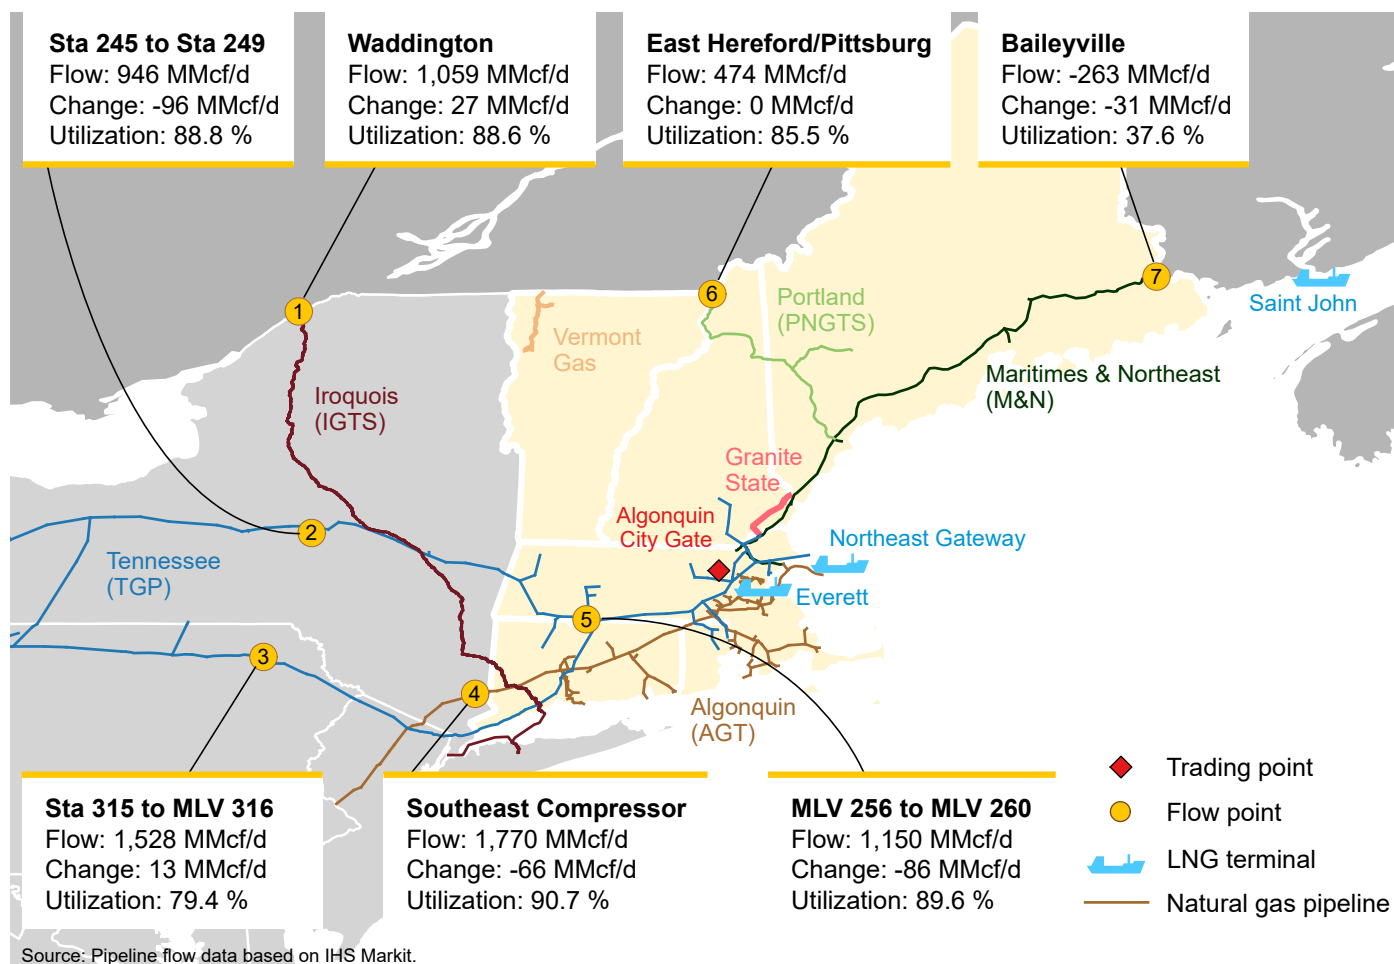 Sta 245 to Sta 249
Flow: 946 MMcf/d
Change: -96 MMcf/d
Utilization: 88.8 %
Waddington
Flow: 1,059 MMcf/d
Change: 27 MMcf/d
Utilization: 88.6 %
East Hereford/Pittsburg
Flow: 474 MMcf/d
Change: 0 MMcf/d
Utilization: 85.5 %
Baileyville
Flow: -263 MMcf/d
Change: -31 MMcf/d
Utilization: 37.6 %
7
6
1
Saint John
Portland
(PNGTS)
Vermont
Gas
Maritimes & Northeast
(M&N)
Iroquois
(IGTS)
Granite
State
Algonquin
City Gate
2
Northeast Gateway
Tennessee
(TGP)
Everett
5
3
4
Algonquin
(AGT)
Sta 315 to MLV 316
Flow: 1,528 MMcf/d
Change: 13 MMcf/d
Utilization: 79.4 %
Southeast Compressor
Flow: 1,770 MMcf/d
Change: -66 MMcf/d
Utilization: 90.7 %
MLV 256 to MLV 260
Flow: 1,150 MMcf/d
Change: -86 MMcf/d
Utilization: 89.6 %
Trading point
Flow point
LNG terminal
Natural gas pipeline
Source: Pipeline flow data based on IHS Markit.